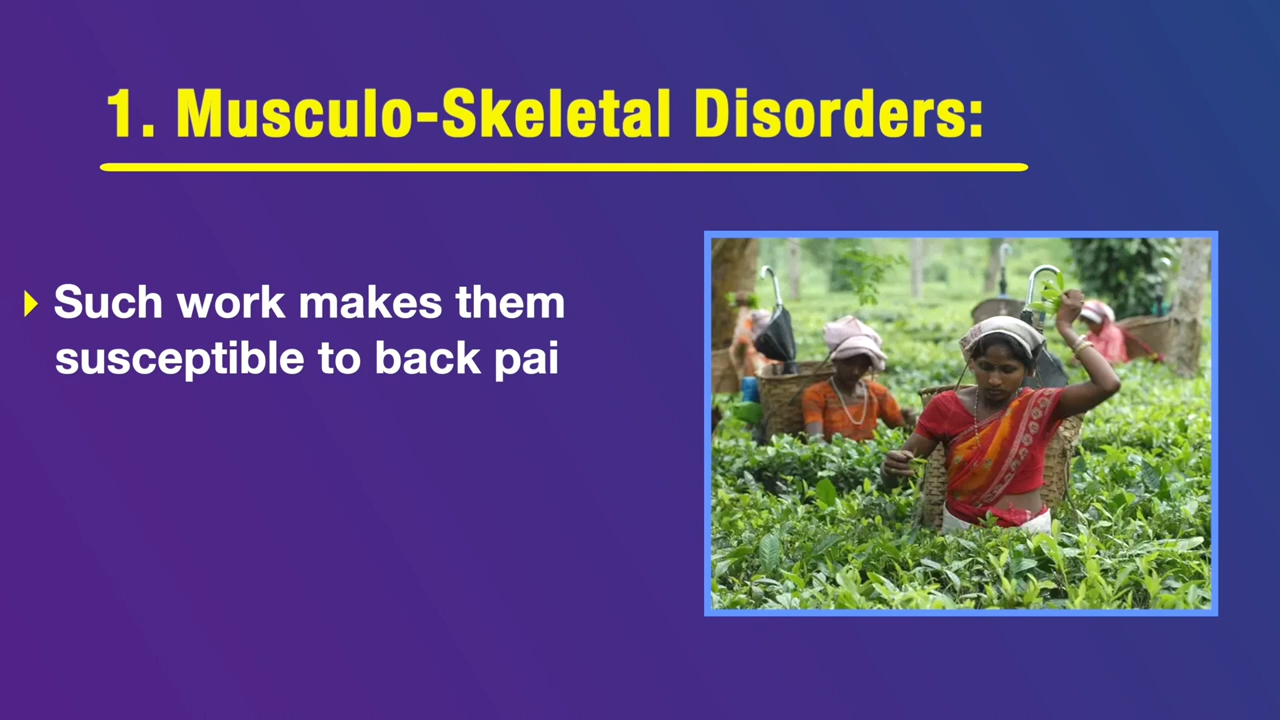 1. Musculo-Skeletal Disorders:
Such work makes them
susceptible to back pai